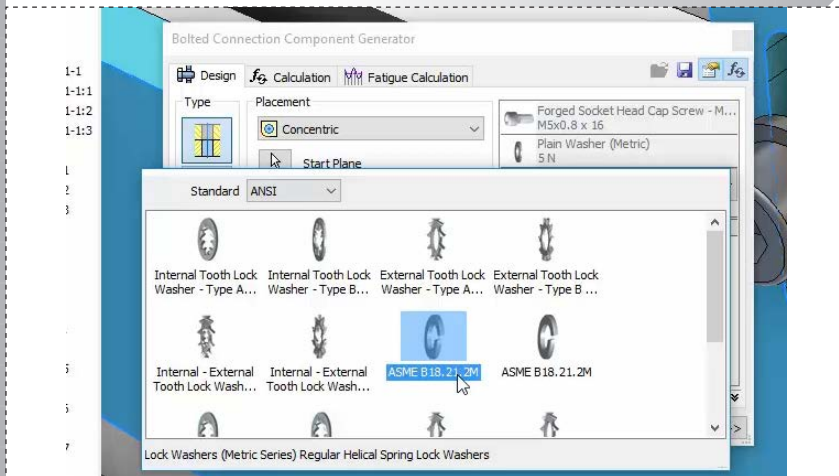 Bolted Connection Component Generator
1-1
1-1:1
1-1:2
1-1:3
Design
Calculation
Fatigue Calculation
Type
Placement
Concentric
Start Plane
Forged Socket Head Cap Screw - M...
M5x0.8 x 16
Plain Washer (Metric)
5 N
Standard ANSI
Internal Tooth Lock
Washer - Type A...
Internal Tooth Lock
Washer - Type B...
External Tooth Lock
Washer - Type A...
External Tooth Lock
Washer - Type B ...
Internal - External
Tooth Lock Wash...
Internal - External
Tooth Lock Wash...
ASME B18.21.2M
ASME B18.21.2M
Lock Washers (Metric Series) Regular Helical Spring Lock Washers